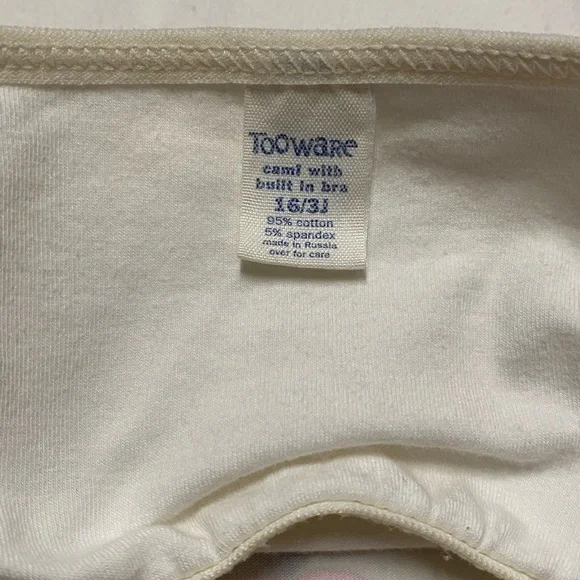 Tooware
cami with
built in bra
16/3J
95% cotton
5% spandex
made in Russia
over for care